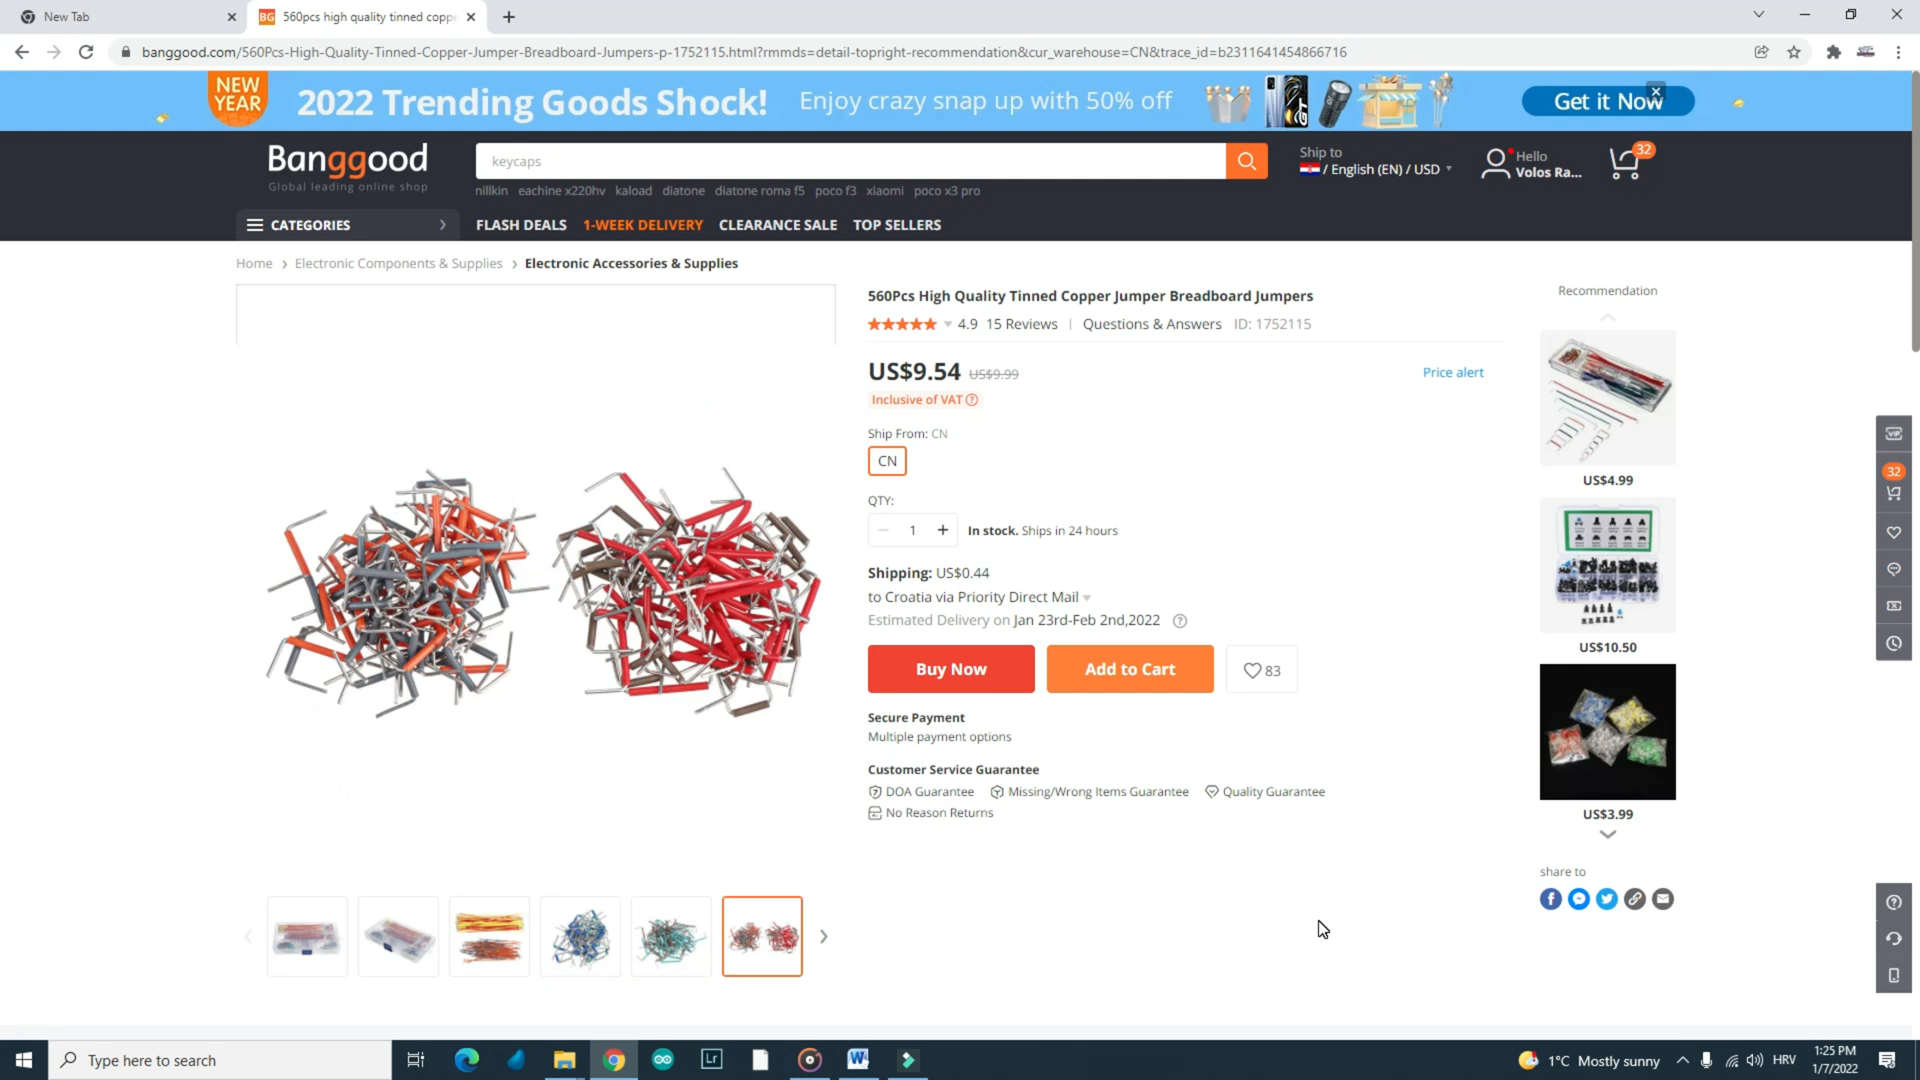 New Tab
560pcs high quality tinned coppe
banggood.com/560Pcs-High-Quality-Tinned-Copper-Jumper-Breadboard-Jumpers-p-1752115.html?rmmds=detail-topright-recommendation&cur_warehouse=CN&trace_id=b2311641454866716
NEW
YEAR
2022 Trending Goods Shock!
Enjoy crazy snap up with 50% off
Get it Now
Banggood
Global leading online shop
keycaps
nillkin eachine x220hv kaload diatone diatone roma f5 poco f3 xiaomi poco x3 pro
Ship to
/ English (EN) / USD
Hello
Volos Ra...
32
CATEGORIES
FLASH DEALS 1-WEEK DELIVERY CLEARANCE SALE TOP SELLERS
Home > Electronic Components & Supplies > Electronic Accessories & Supplies
560Pcs High Quality Tinned Copper Jumper Breadboard Jumpers
4.9 15 Reviews | Questions & Answers ID: 1752115
US$9.54 US$9.99
Price alert
Inclusive of VAT ?
Ship From: CN
CN
QTY:
− 1 + In stock. Ships in 24 hours
Shipping: US$0.44
to Croatia via Priority Direct Mail
Estimated Delivery on Jan 23rd-Feb 2nd,2022 ?
Buy Now
Add to Cart
83
Secure Payment
Multiple payment options
Customer Service Guarantee
DOA Guarantee Missing/Wrong Items Guarantee Quality Guarantee
No Reason Returns
Recommendation
US$4.99
US$10.50
US$3.99
share to
VIP
32
Type here to search
Lr
W
1°C Mostly sunny
HRV
1:25 PM
1/7/2022